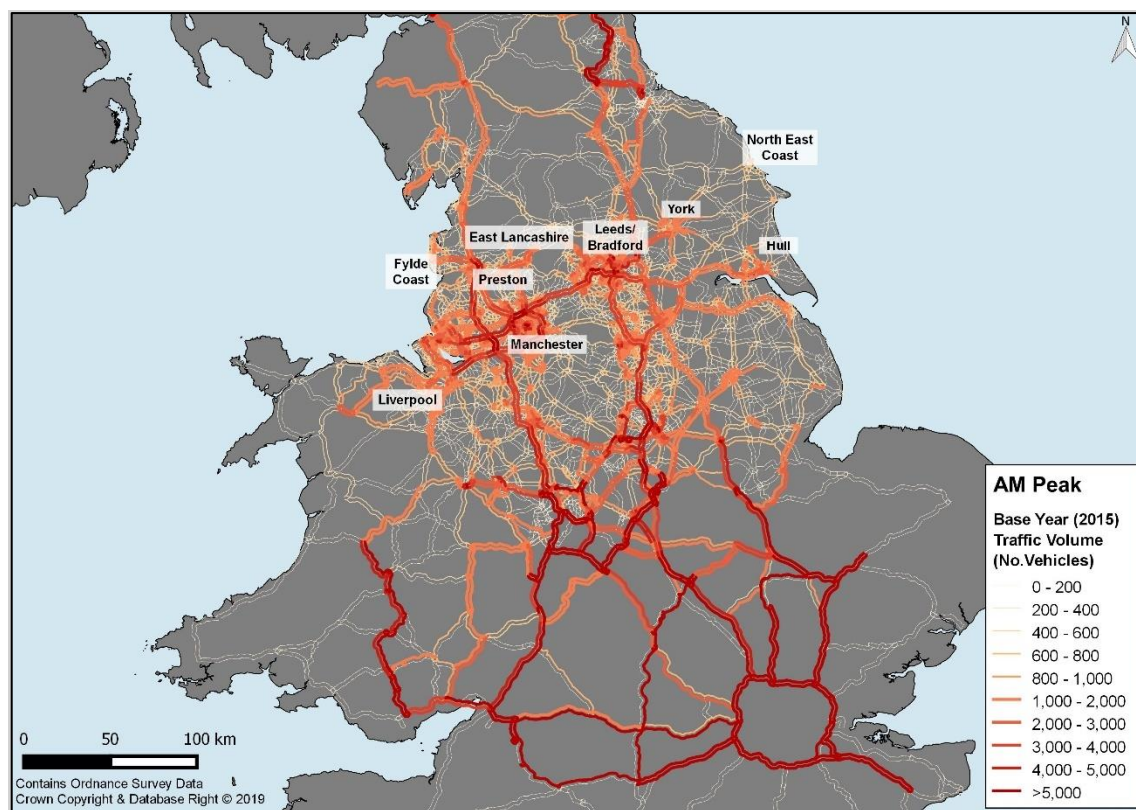 N
North East
Coast
York
East Lancashire
Leeds/
Bradford
Hull
Fylde
Coast
Preston
Manchester
Liverpool
AM Peak
Base Year (2015)
Traffic Volume
(No.Vehicles)
0 - 200
200 - 400
400 - 600
600 - 800
800 - 1,000
1,000 - 2,000
2,000 - 3,000
3,000 - 4,000
4,000 - 5,000
>5,000
0 50 100 km
Contains Ordnance Survey Data
Crown Copyright & Database Right © 2019